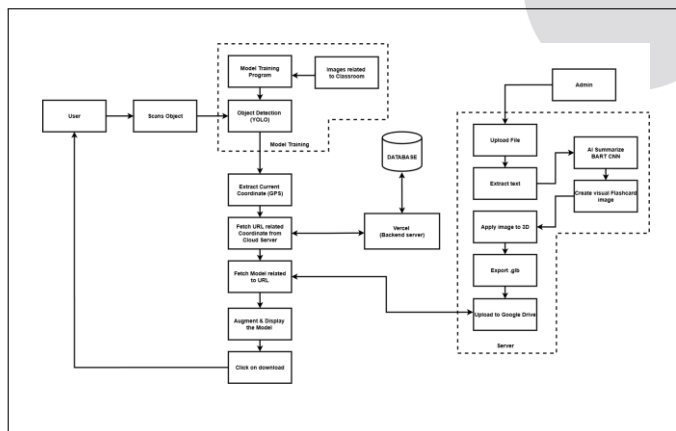 Model Training
Program
Images related
to Classroom
User
Scans Object
Object Detection
(YOLO)
Model Training
Extract Current
Coordinate (GPS)
Fetch URL related
Coordinate from
Cloud Server
Fetch Model related
to URL
Augment & Display
the Model
Click on download
DATABASE
Vercel
(Backend server)
Admin
Upload File
Extract text
AI Summarize
BART CNN
Create visual Flashcard
image
Apply image to 3D
Export .glb
Upload to Google Drive
Server